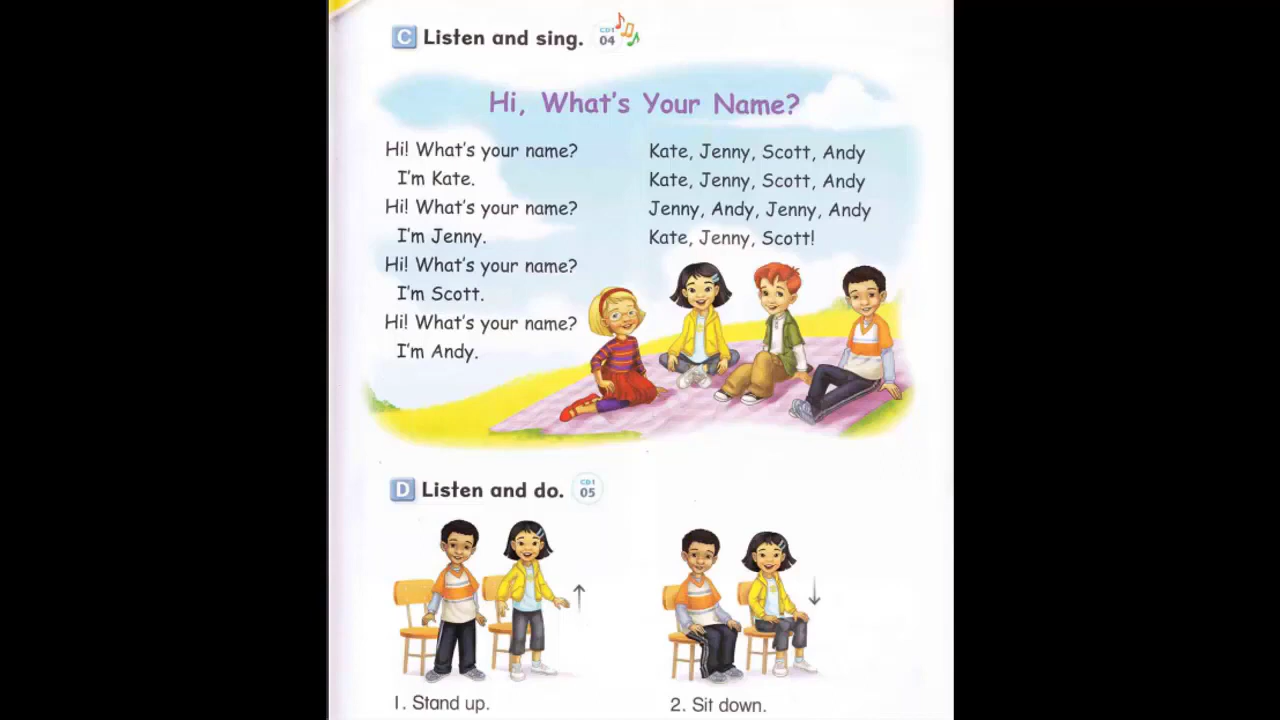 C Listen and sing. CD1 04
Hi, What's Your Name?
Hi! What's your name?
I'm Kate.
Hi! What's your name?
I'm Jenny.
Hi! What's your name?
I'm Scott.
Hi! What's your name?
I'm Andy.
Kate, Jenny, Scott, Andy
Kate, Jenny, Scott, Andy
Jenny, Andy, Jenny, Andy
Kate, Jenny, Scott!
D Listen and do. CD1 05
1. Stand up.
2. Sit down.